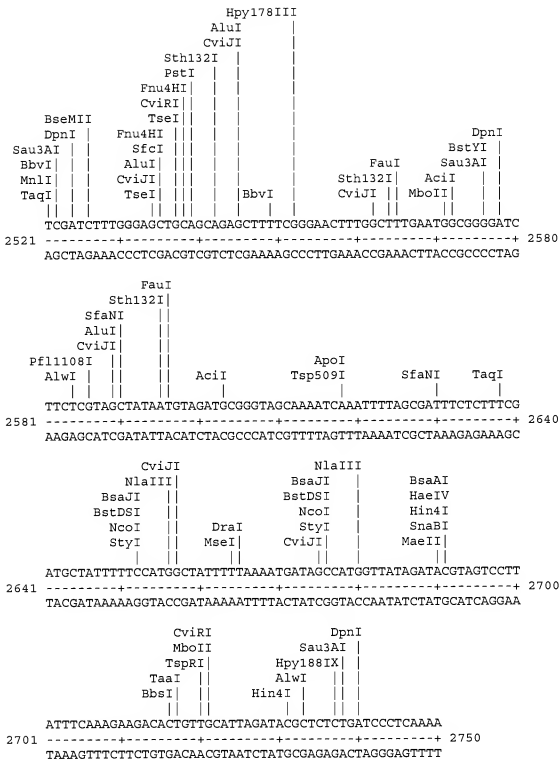 Hpy178III
AluI
CviJI
Sth132I
PstI
Fnu4HI
CviRI
BseMII TseI
DpnI Fnu4HI DpnI
Sau3AI SfcI BstYI
BbvI AluI FauI Sau3AI
MnlI CviJI Sth132I AciI
TaqI TseI BbvI CviJI MboII
TCGATCTTTGGGAGCTGCAGCAGAGCTTTTCGGGAACTTTGGCTTTGAATGGCGGGGATC
2521 ---------+---------+---------+---------+---------+---------+ 2580
AGCTAGAAACCCTCGACGTCGTCTCGAAAAGCCCTTGAAACCGAAACTTACCGCCCCTAG
FauI
Sth132I
SfaNI
AluI
CviJI
Pfl1108I ApoI
AlwI AciI Tsp509I SfaNI TaqI
TTCTCGTAGCTATAATGTAGATGCGGGTAGCAAAATCAAATTTTAGCGATTTCTCTTTCG
2581 ---------+---------+---------+---------+---------+---------+ 2640
AAGAGCATCGATATTACATCTACGCCCATCGTTTTAGTTTAAAATCGCTAAAGAGAAAGC
CviJI NlaIII
NlaIII BsaJI BsaAI
BsaJI BstDSI HaeIV
BstDSI NcoI Hin4I
NcoI DraI StyI SnaBI
StyI MseI CviJI MaeII
ATGCTATTTTTCCATGGCTATTTTTAAAATGATAGCCATGGTTATAGATACGTAGTCCTT
2641 ---------+---------+---------+---------+---------+---------+ 2700
TACGATAAAAAGGTACCGATAAAAATTTTACTATCGGTACCAATATCTATGCATCAGGAA
CviRI DpnI
MboII Sau3AI
TspRI Hpy188IX
TaaI AlwI
BbsI Hin4I
ATTTCAAAGAAGACACTGTTGCATTAGATACGCTCTCTGATCCCTCAAAA
2701 ---------+---------+---------+---------+---------+ 2750
TAAAGTTTCTTCTGTGACAACGTAATCTATGCGAGAGACTAGGGAGTTTT